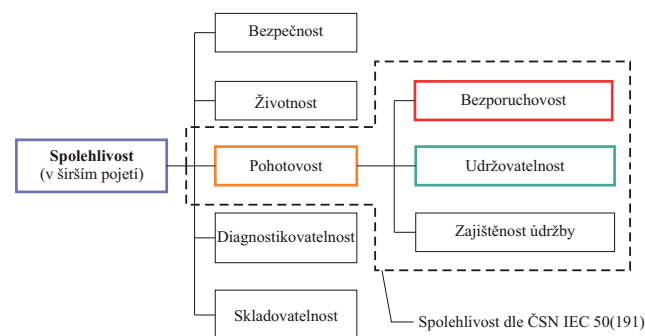 Bezpečnost
Životnost
Bezporuchovost
Spolehlivost
(v širším pojetí)
Pohotovost
Udržovatelnost
Diagnostikovatelnost
Zajištěnost údržby
Skladovatelnost
Spolehlivost dle ČSN IEC 50(191)